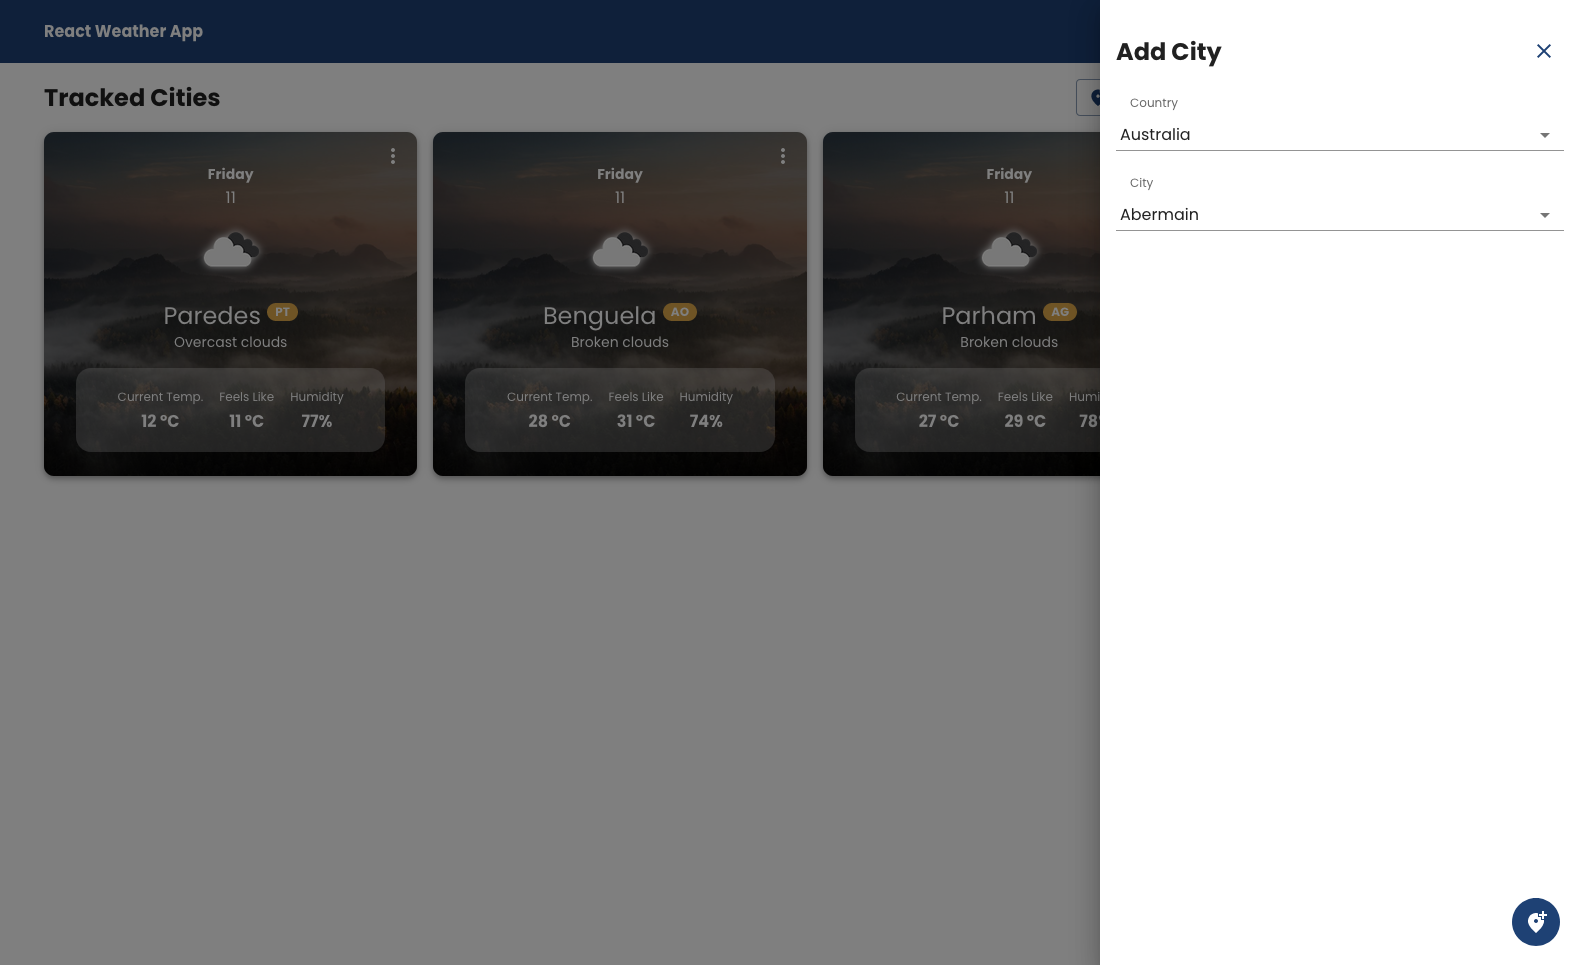 React Weather App
Tracked Cities
Friday
11
Paredes PT
Overcast clouds
Current Temp. Feels Like Humidity
12 °C 11 °C 77%
Friday
11
Benguela AO
Broken clouds
Current Temp. Feels Like Humidity
28 °C 31 °C 74%
Friday
11
Parham AG
Broken clouds
Current Temp. Feels Like Humi
27 °C 29 °C 78
Add City
Country
Australia
City
Abermain